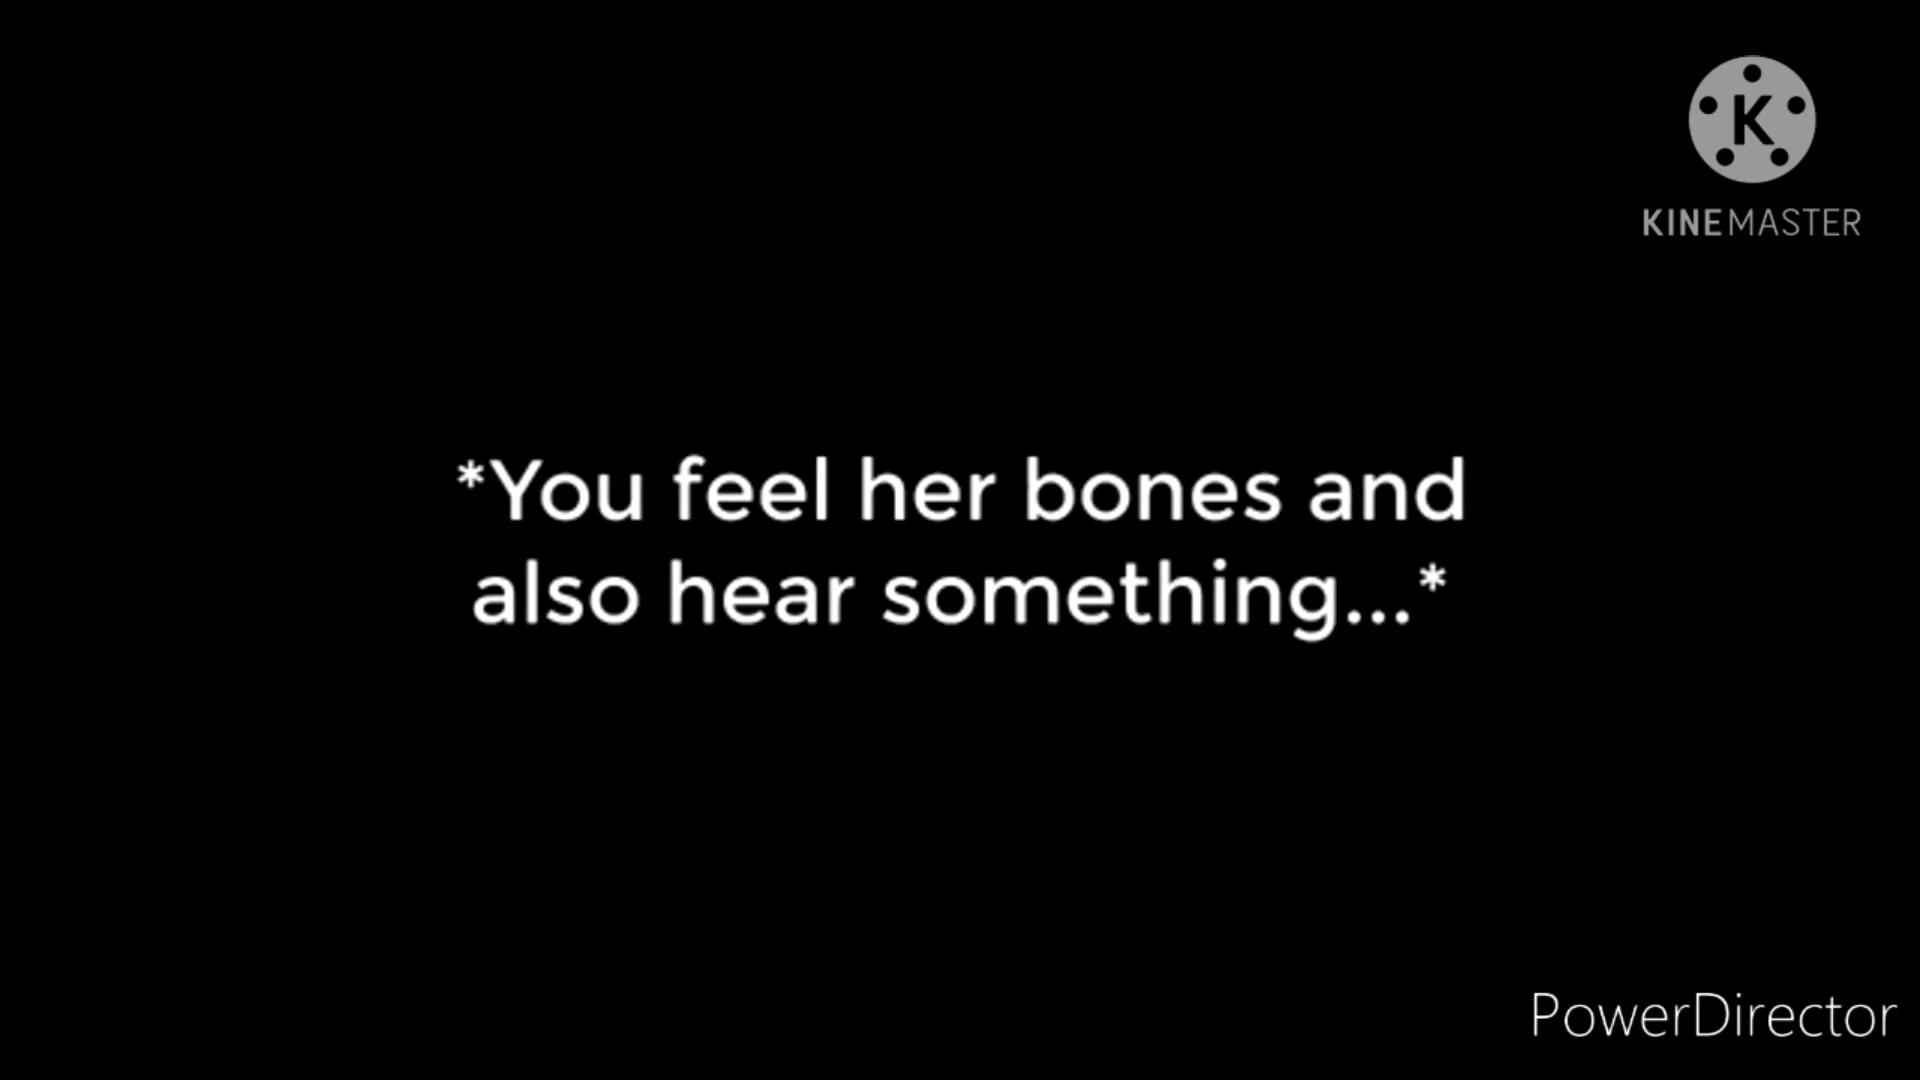 K
KINEMASTER
*You feel her bones and
also hear something...*
PowerDirector